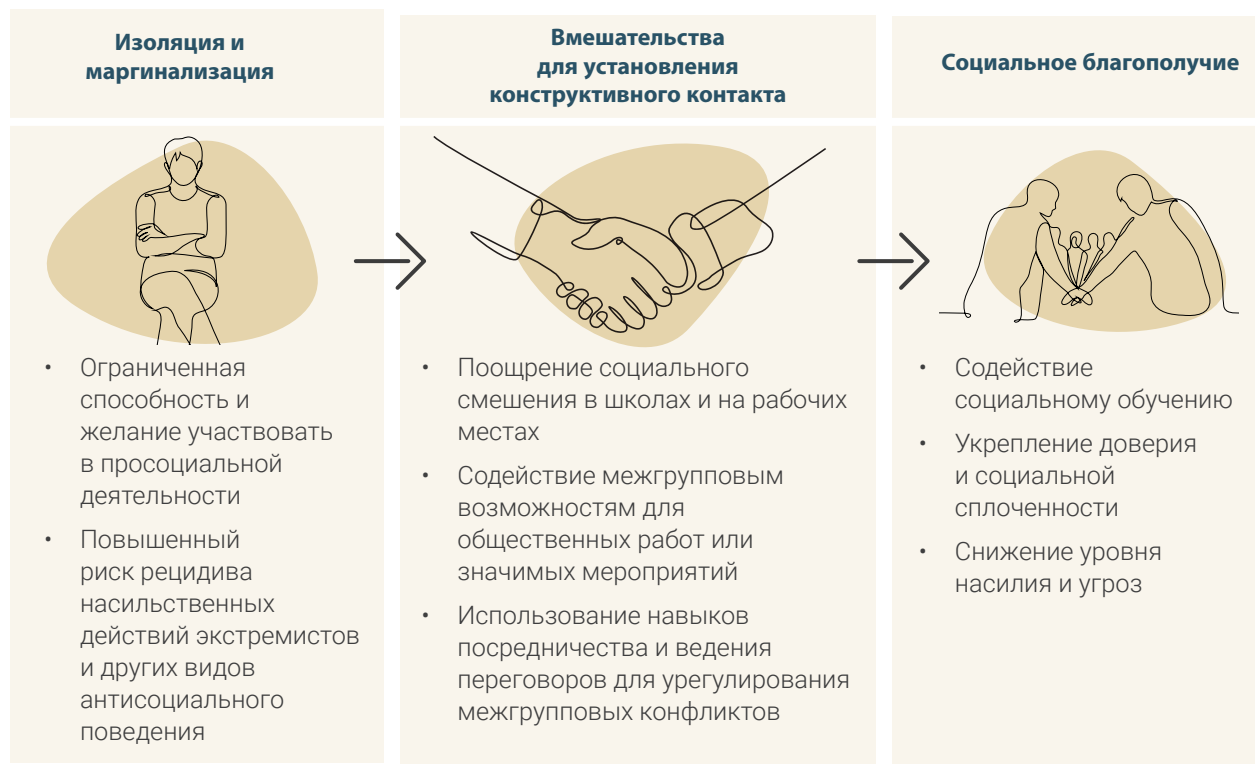 Изоляция и
маргинализация
Вмешательства
для установления
конструктивного контакта
Социальное благополучие
• Ограниченная
способность и
желание участвовать
в просоциальной
деятельности
• Повышенный
риск рецидива
насильственных
действий экстремистов
и других видов
антисоциального
поведения
• Поощрение социального
смешения в школах и на рабочих
местах
• Содействие межгрупповым
возможностям для
общественных работ или
значимых мероприятий
• Использование навыков
посредничества и ведения
переговоров для урегулирования
межгрупповых конфликтов
• Содействие
социальному обучению
• Укрепление доверия
и социальной
сплоченности
• Снижение уровня
насилия и угроз